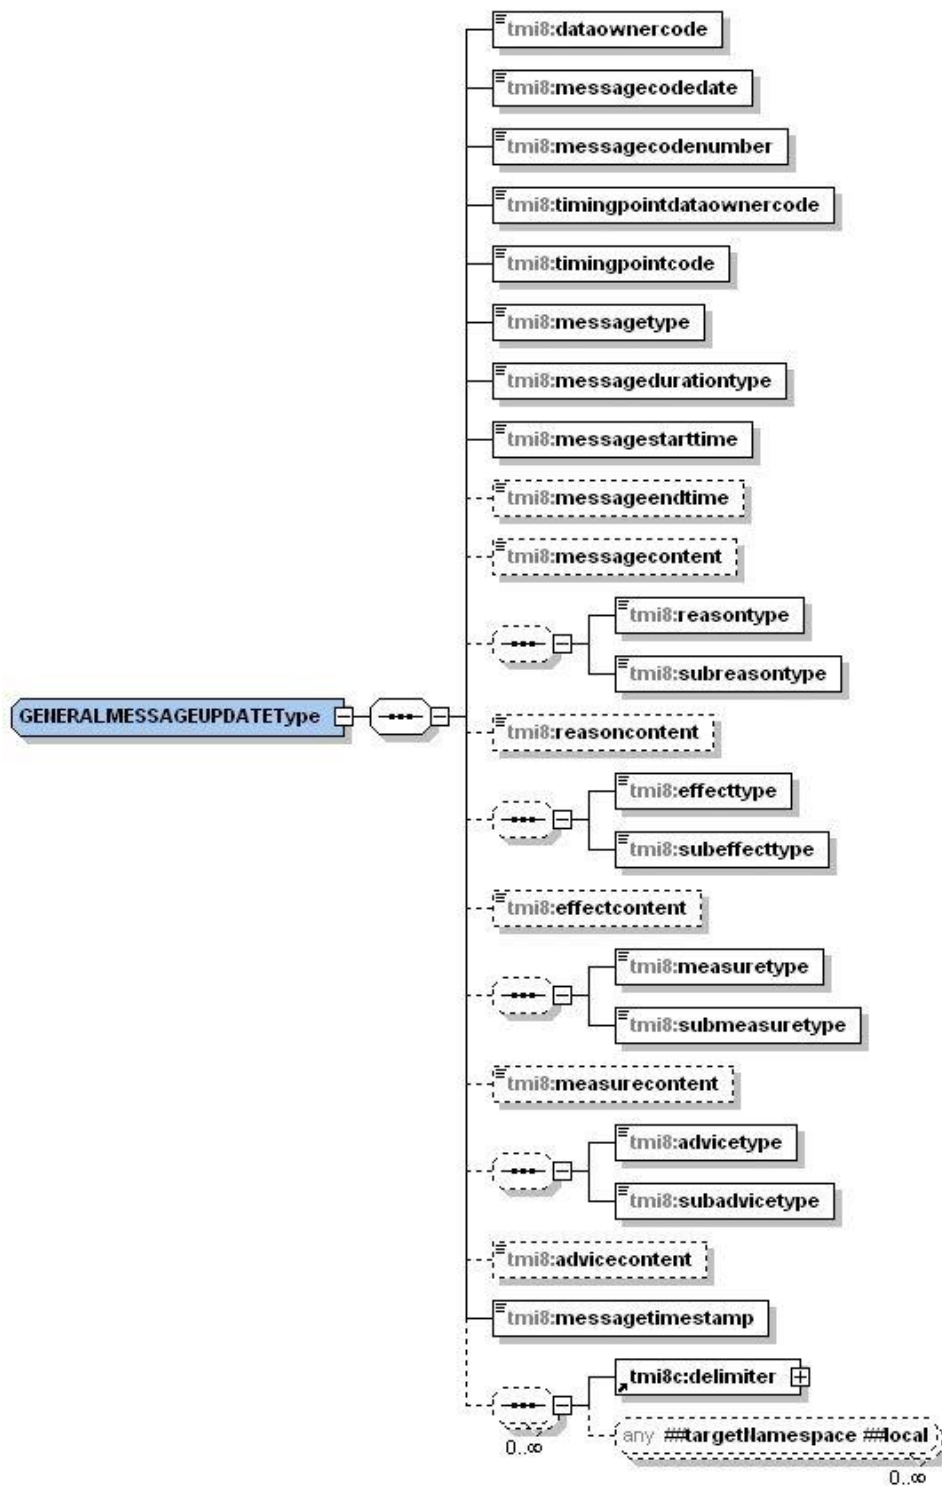 tmi8:dataownercode
tmi8:messagecodedate
tmi8:messagecodenumber
tmi8:timingpointdataownercode
tmi8:timingpointcode
tmi8:messagetype
tmi8:messagedurationtype
tmi8:messagestarttime
tmi8:messageendtime
tmi8:messagecontent
tmi8:reasontype
tmi8:subreasontype
GENERALMESSAGEUPDATEType
tmi8:reasoncontent
tmi8:effecttype
tmi8:subeffecttype
tmi8:effectcontent
tmi8:measuretype
tmi8:submeasuretype
tmi8:measurecontent
tmi8:advicetype
tmi8:subadvicetype
tmi8:advicecontent
tmi8:messagetimestamp
tmi8c:delimiter
any ##targetNamespace ##local
0..∞
0..∞